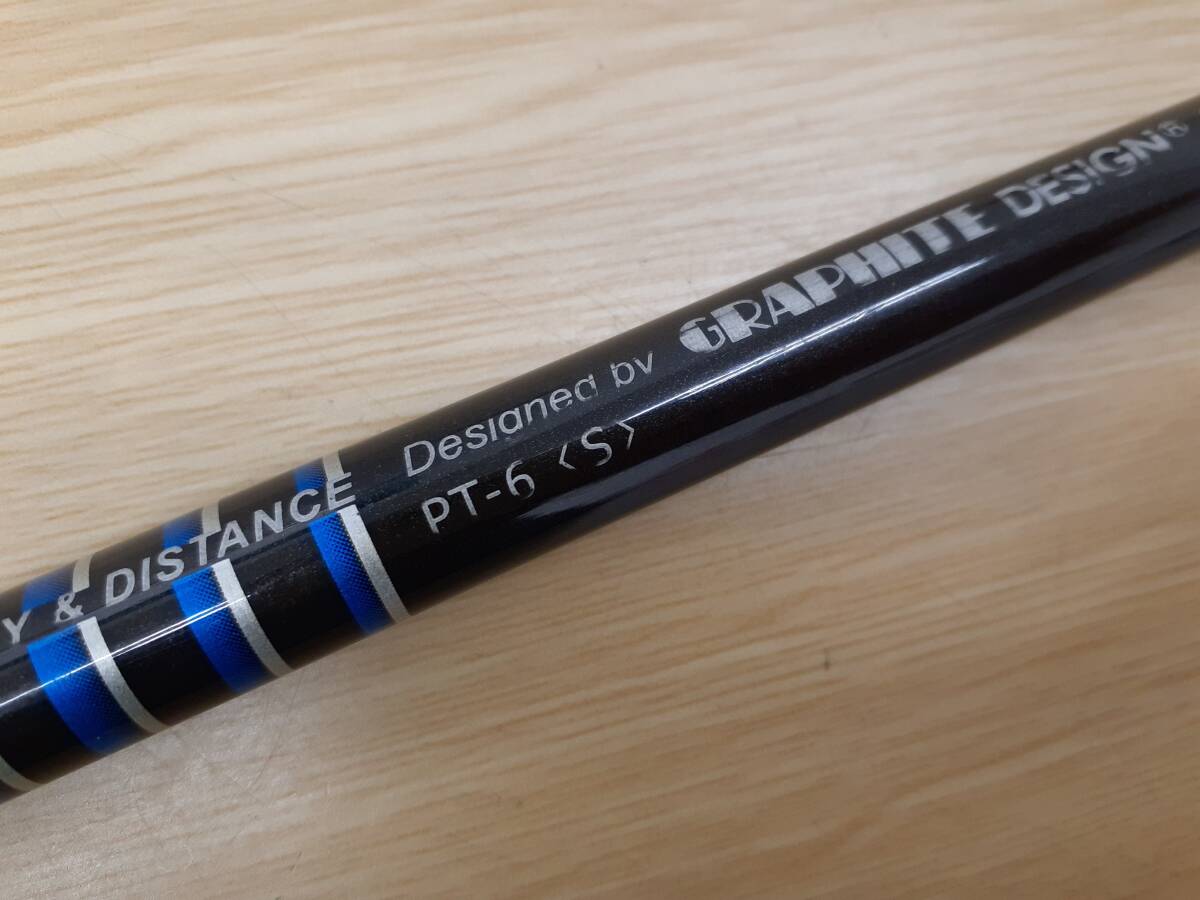 Y & DISTANCE
Designed by GRAPHITE DESIGN®
PT-6 <S>